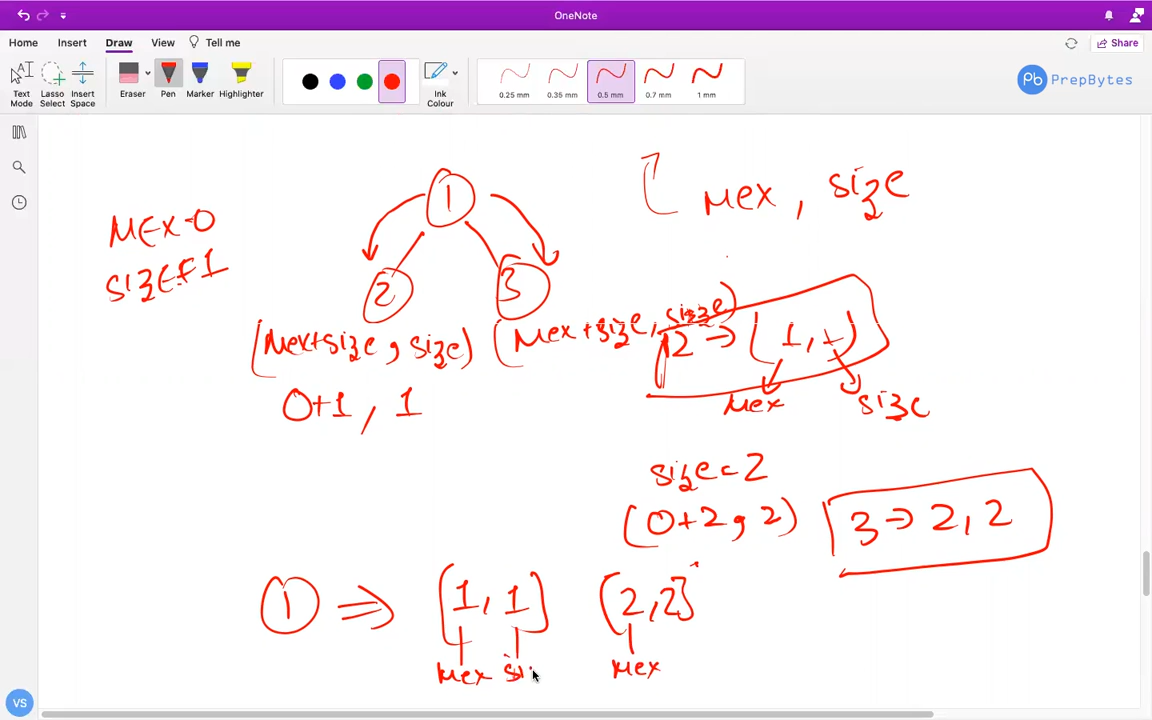 OneNote
Home Insert Draw View Tell me Share
Text Mode Lasso Select Insert Space Eraser Pen Marker Highlighter Ink Colour 0.25 mm 0.35 mm 0.5 mm 0.7 mm 1 mm
Pb PrepBytes
1
Mex, size
MEX=0
SIZE=1
2 3
(Mex+size, size) (Mex+size, size)
2 → (1, 1)
0+1, 1
Mex size
size = 2
(0+2, 2) 3 → 2, 2
1 ⇒ (1, 1) (2, 2)
Mex si Mex
VS